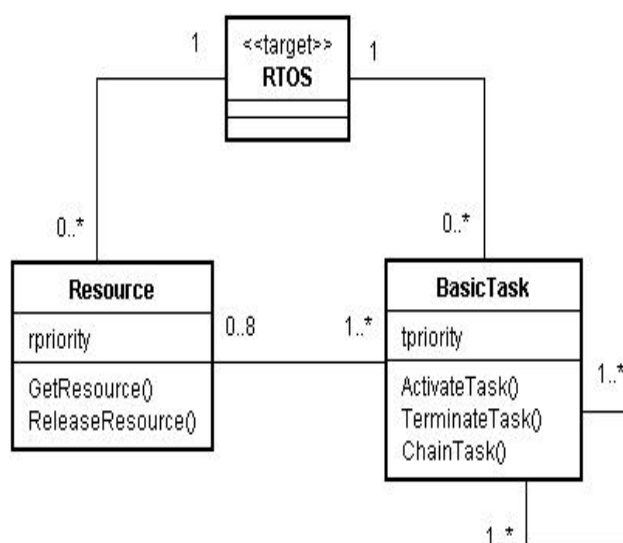 1
<<target>>
RTOS
1
0..*
0..*
Resource
rpriority
GetResource()
ReleaseResource()
0..8
1..*
BasicTask
tpriority
ActivateTask()
TerminateTask()
ChainTask()
1..*
1..*